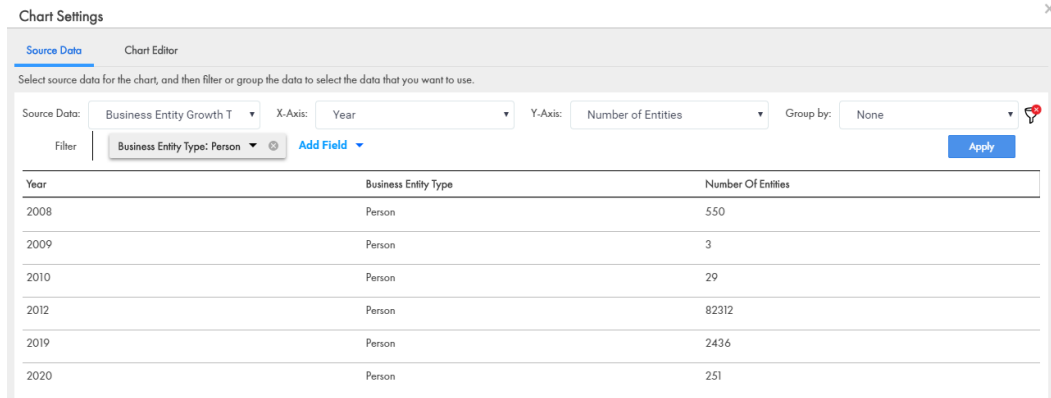 Chart Settings
Source Data Chart Editor
Select source data for the chart, and then filter or group the data to select the data that you want to use.
Source Data: Business Entity Growth T X-Axis: Year Y-Axis: Number of Entities Group by: None
Filter Business Entity Type: Person Add Field Apply
Year Business Entity Type Number Of Entities
2008 Person 550
2009 Person 3
2010 Person 29
2012 Person 82312
2019 Person 2436
2020 Person 251